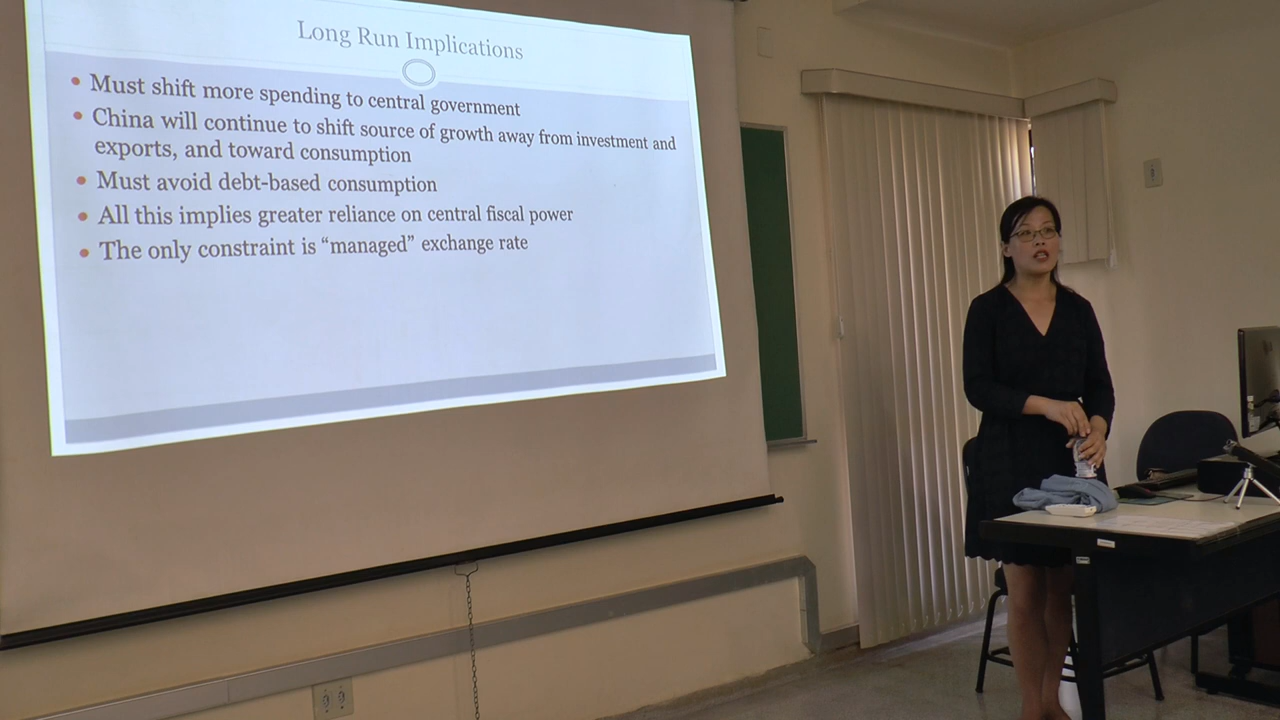 Long Run Implications
• Must shift more spending to central government
• China will continue to shift source of growth away from investment and
exports, and toward consumption
• Must avoid debt-based consumption
• All this implies greater reliance on central fiscal power
• The only constraint is “managed” exchange rate